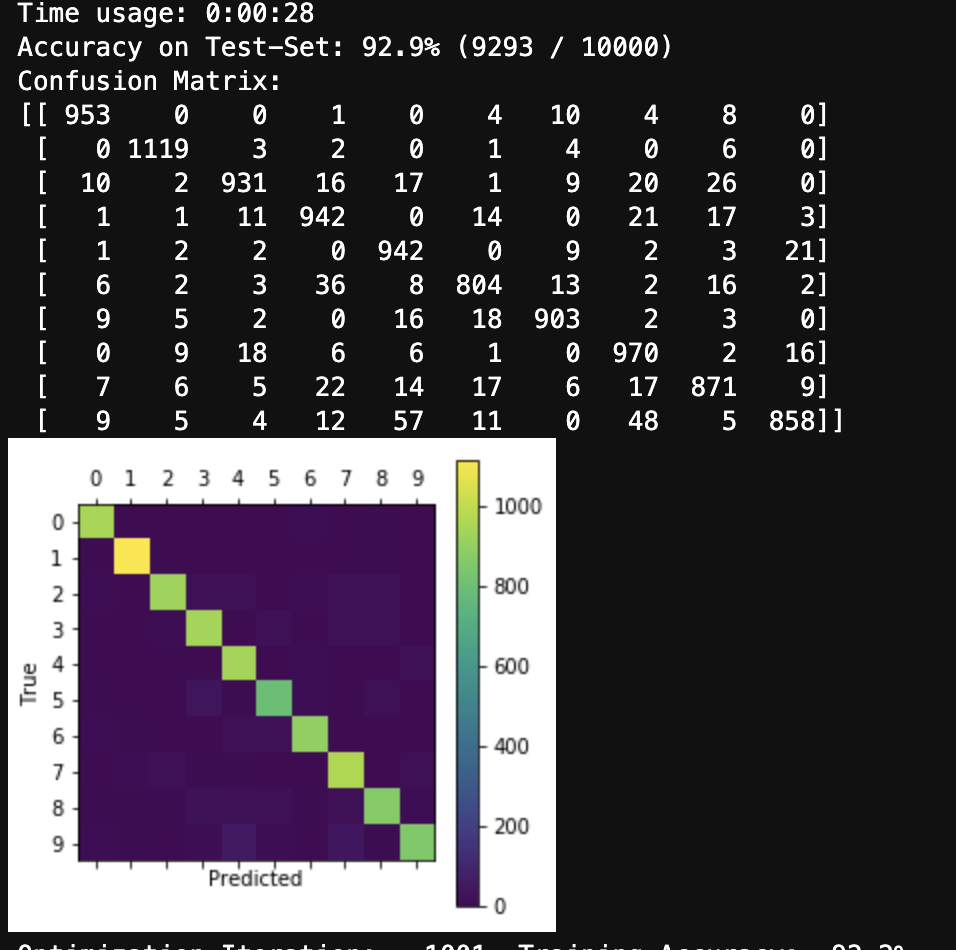 Time usage: 0:00:28
Accuracy on Test-Set: 92.9% (9293 / 10000)
Confusion Matrix:
[[ 953 0 0 1 0 4 10 4 8 0]
[ 0 1119 3 2 0 1 4 0 6 0]
[ 10 2 931 16 17 1 9 20 26 0]
[ 1 1 11 942 0 14 0 21 17 3]
[ 1 2 2 0 942 0 9 2 3 21]
[ 6 2 3 36 8 804 13 2 16 2]
[ 9 5 2 0 16 18 903 2 3 0]
[ 0 9 18 6 6 1 0 970 2 16]
[ 7 6 5 22 14 17 6 17 871 9]
[ 9 5 4 12 57 11 0 48 5 858]]
0 1 2 3 4 5 6 7 8 9
0
1
2
3
4
5
6
7
8
9
True
Predicted
1000
800
600
400
200
0
Optimization Iteration: 1001, Training Accuracy: